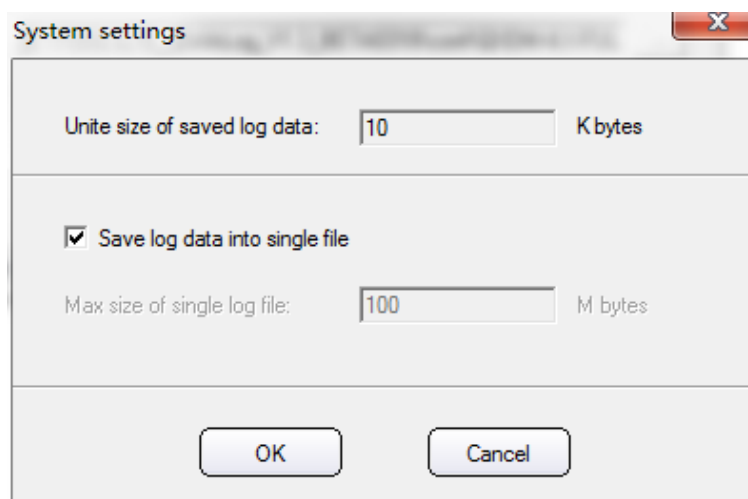 System settings
Unite size of saved log data: 10 K bytes
Save log data into single file
Max size of single log file: 100 M bytes
OK Cancel